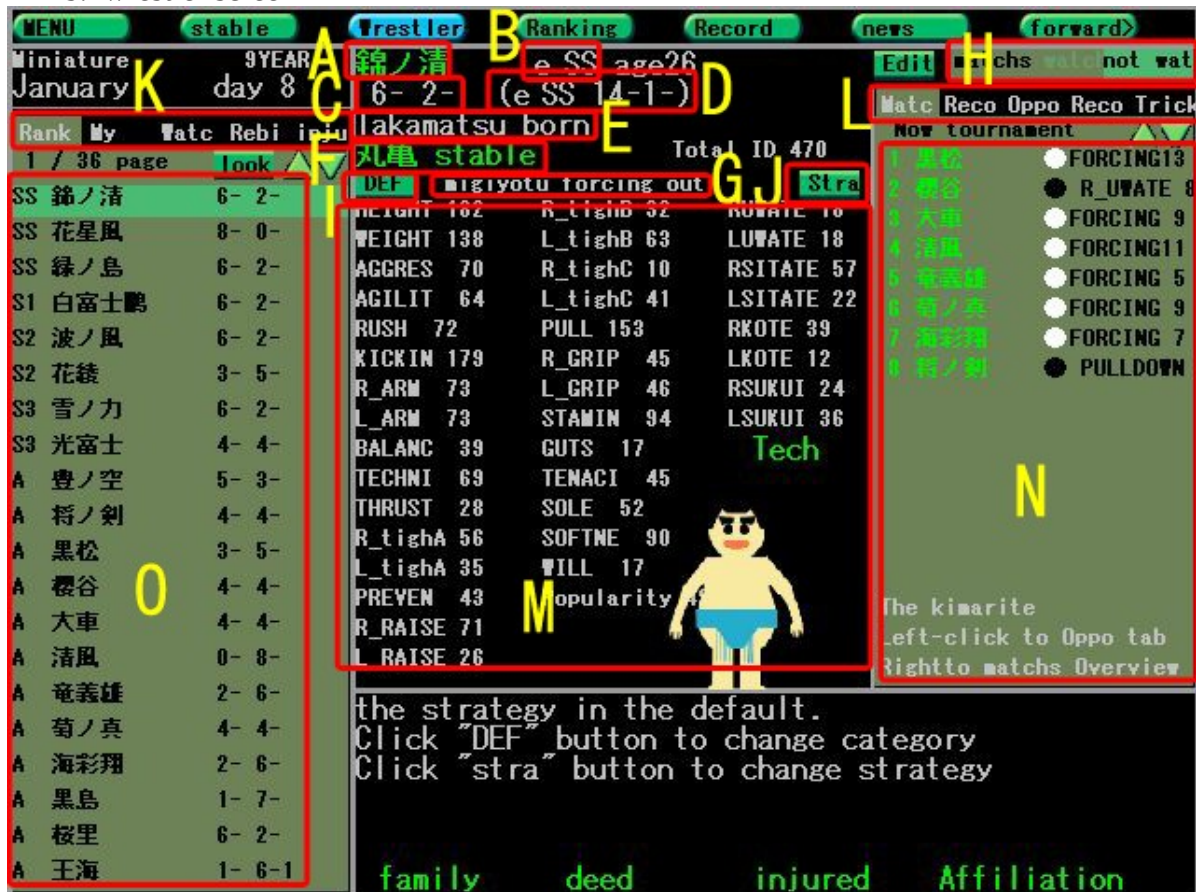 MENU stable Wrestler Ranking Record news forward>
Miniature 9YEAR
January day 8
K
Rank My Watc Rebi inju
1 / 36 page look
SS 錦ノ清 6- 2-
SS 花星風 8- 0-
SS 緑ノ島 6- 2-
S1 白富士鵬 6- 2-
S2 波ノ風 6- 2-
S2 花綾 3- 5-
S3 雪ノ力 6- 2-
S3 光富士 4- 4-
A 豊ノ空 5- 3-
A 将ノ剣 4- 4-
A 黒松 3- 5-
A 櫻谷 4- 4-
A 大車 4- 4-
A 清風 0- 8-
A 竜義雄 2- 6-
A 菊ノ真 4- 4-
A 海彩翔 2- 6-
A 黒島 1- 7-
A 桜里 6- 2-
A 王海 1- 6-1
O
A 錦ノ清 B e SS age26
C 6- 2- (e SS 14-1-) D
Takamatsu born E
F 丸亀 stable Total ID 470
DEF migiyotu forcing out G J Stra
I
HEIGHT 182 R_tighB 32 RUWATE 18
WEIGHT 138 L_tighB 63 LUWATE 18
AGGRES 70 R_tighC 10 RSITATE 57
AGILIT 64 L_tighC 41 LSITATE 22
RUSH 72 PULL 153 RKOTE 39
KICKIN 179 R_GRIP 45 LKOTE 12
R_ARM 73 L_GRIP 46 RSUKUI 24
L_ARM 73 STAMIN 94 LSUKUI 36
BALANC 39 GUTS 17 Tech
TECHNI 69 TENACI 45
THRUST 28 SOLE 52
R_tighA 56 SOFTNE 90
L_tighA 35 WILL 17
PREVEN 43 Popularity
R_RAISE 71
L_RAISE 26
M
the strategy in the default.
Click "DEF" button to change category
Click "stra" button to change strategy
family deed injured Affiliation
H
Edit matchs watch not wat
L
Matc Reco Oppo Reco Trick
Now tournament
1 黒松 FORCING13
2 櫻谷 R_UWATE 8
3 大車 FORCING 9
4 清風 FORCING11
5 竜義雄 FORCING 5
6 菊ノ真 FORCING 9
7 海彩翔 FORCING 7
8 将ノ剣 PULLDOWN
N
The kimarite
Left-click to Oppo tab
Rightto matchs Overview